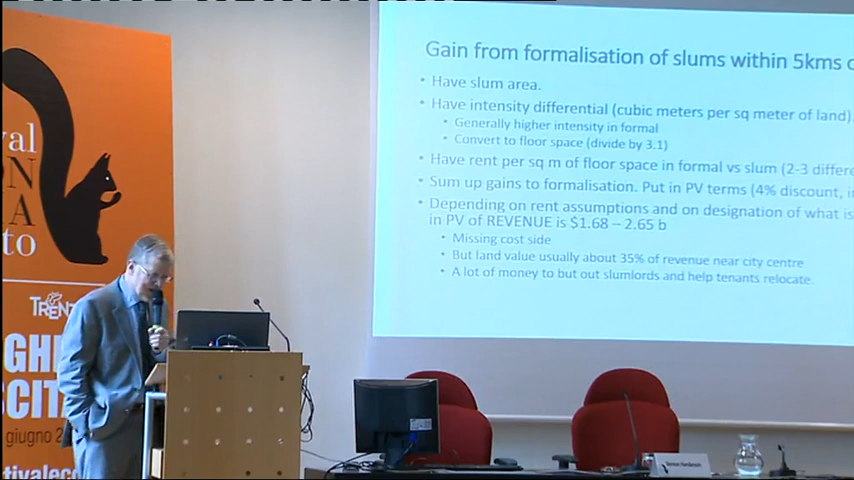 val
N
A
to
TRENT
GH
SCIT
giugno 2
tivaleco
Gain from formalisation of slums within 5kms
• Have slum area.
• Have intensity differential (cubic meters per sq meter of land).
• Generally higher intensity in formal
• Convert to floor space (divide by 3.1)
• Have rent per sq m of floor space in formal vs slum (2-3 differe
• Sum up gains to formalisation. Put in PV terms (4% discount, i
• Depending on rent assumptions and on designation of what is
in PV of REVENUE is $1.68 – 2.65 b
• Missing cost side
• But land value usually about 35% of revenue near city centre
• A lot of money to but out slumlords and help tenants relocate.
Vernon Henderson